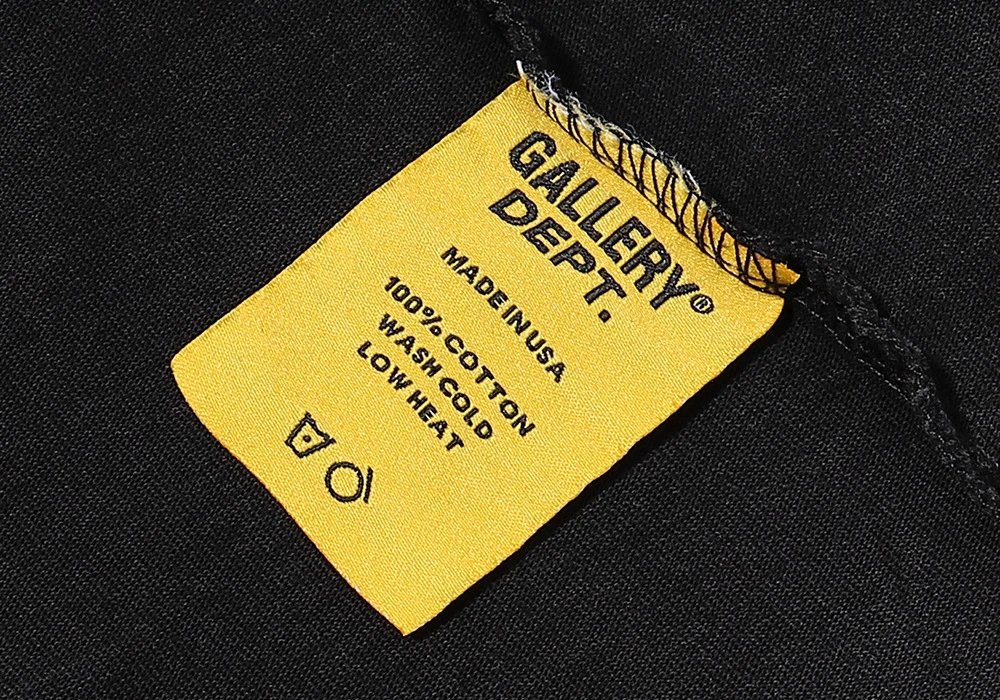 GALLERY®
DEPT.
MADE IN USA
100% COTTON
WASH COLD
LOW HEAT